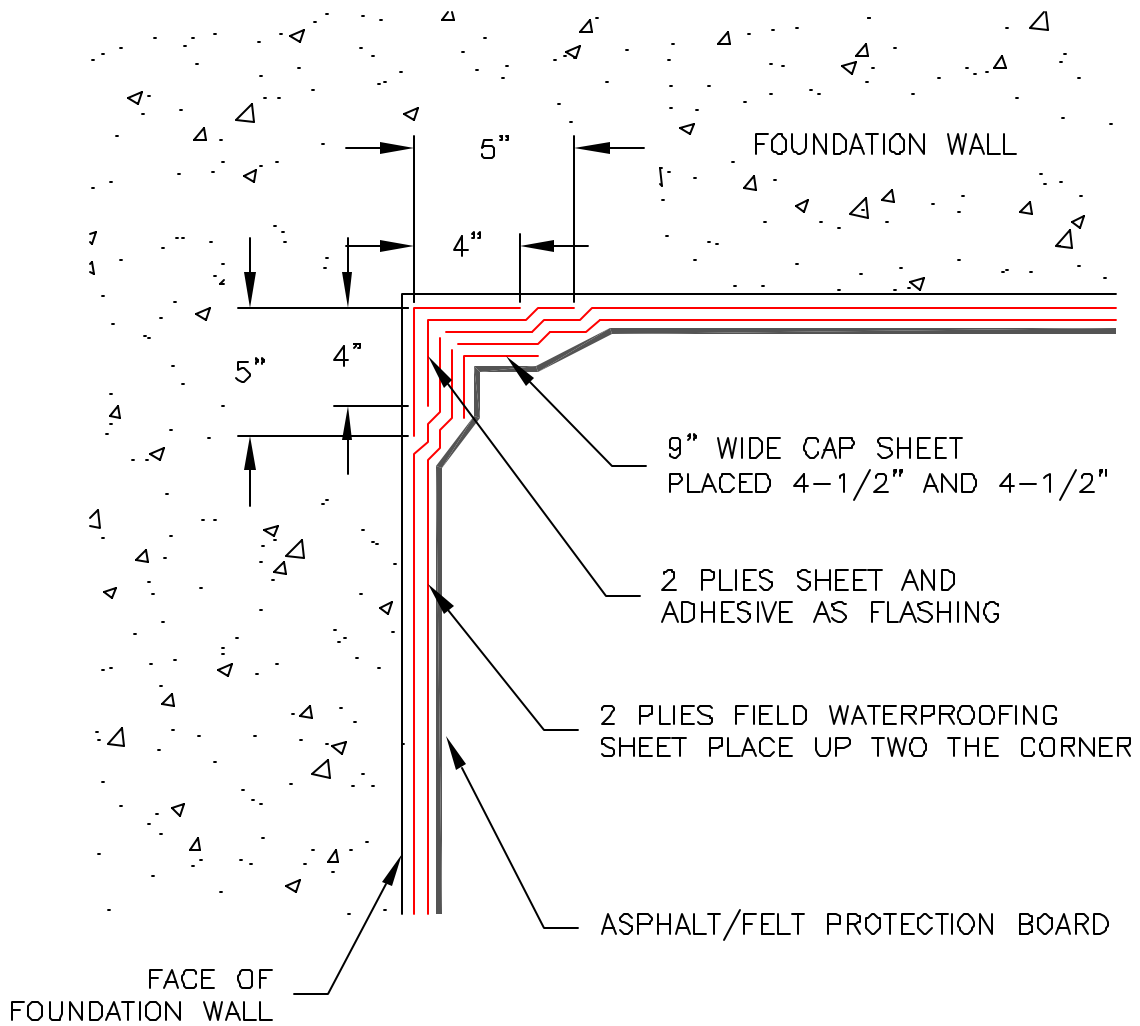 5"
FOUNDATION WALL
4"
4"
5"
9" WIDE CAP SHEET
PLACED 4-1/2" AND 4-1/2"
2 PLIES SHEET AND
ADHESIVE AS FLASHING
2 PLIES FIELD WATERPROOFING
SHEET PLACE UP TWO THE CORNER
ASPHALT/FELT PROTECTION BOARD
FACE OF
FOUNDATION WALL